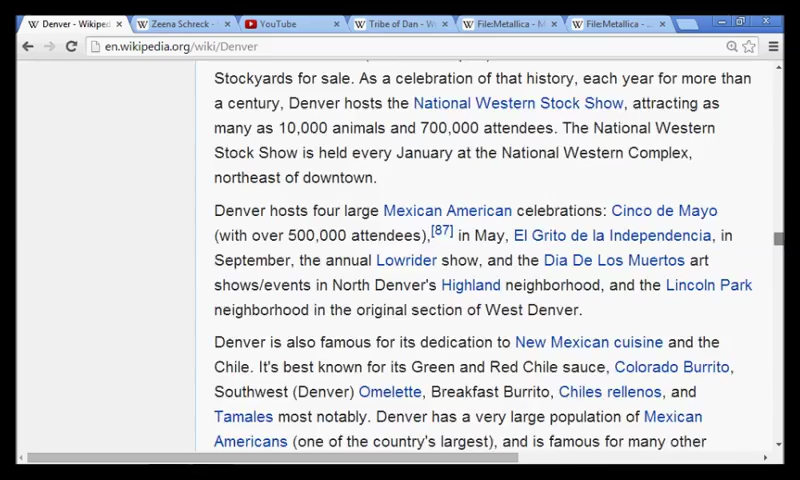 Denver - Wikiped
Zeena Schreck -
YouTube
Tribe of Dan - Wi
File:Metallica - M
File:Metallica - ...
en.wikipedia.org/wiki/Denver
Stockyards for sale. As a celebration of that history, each year for more than
a century, Denver hosts the National Western Stock Show, attracting as
many as 10,000 animals and 700,000 attendees. The National Western
Stock Show is held every January at the National Western Complex,
northeast of downtown.
Denver hosts four large Mexican American celebrations: Cinco de Mayo
(with over 500,000 attendees),[87] in May, El Grito de la Independencia, in
September, the annual Lowrider show, and the Dia De Los Muertos art
shows/events in North Denver's Highland neighborhood, and the Lincoln Park
neighborhood in the original section of West Denver.
Denver is also famous for its dedication to New Mexican cuisine and the
Chile. It's best known for its Green and Red Chile sauce, Colorado Burrito,
Southwest (Denver) Omelette, Breakfast Burrito, Chiles rellenos, and
Tamales most notably. Denver has a very large population of Mexican
Americans (one of the country's largest), and is famous for many other